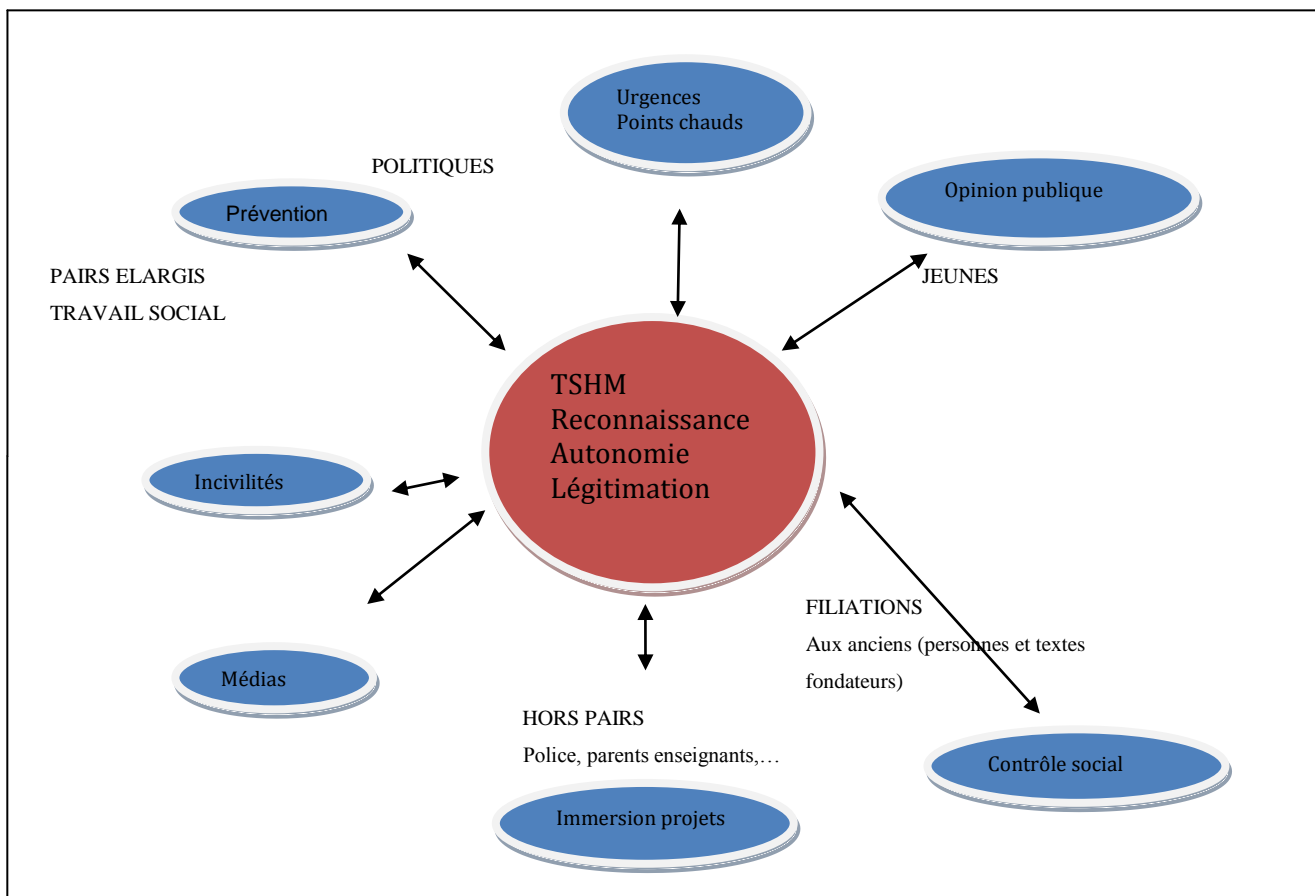 Urgences
Points chauds
POLITIQUES
Opinion publique
Prévention
PAIRS ELARGIS
TRAVAIL SOCIAL
JEUNES
TSHM
Reconnaissance
Autonomie
Légitimation
Incivilités
FILIATIONS
Aux anciens (personnes et textes
fondateurs)
Médias
HORS PAIRS
Police, parents enseignants,…
Contrôle social
Immersion projets